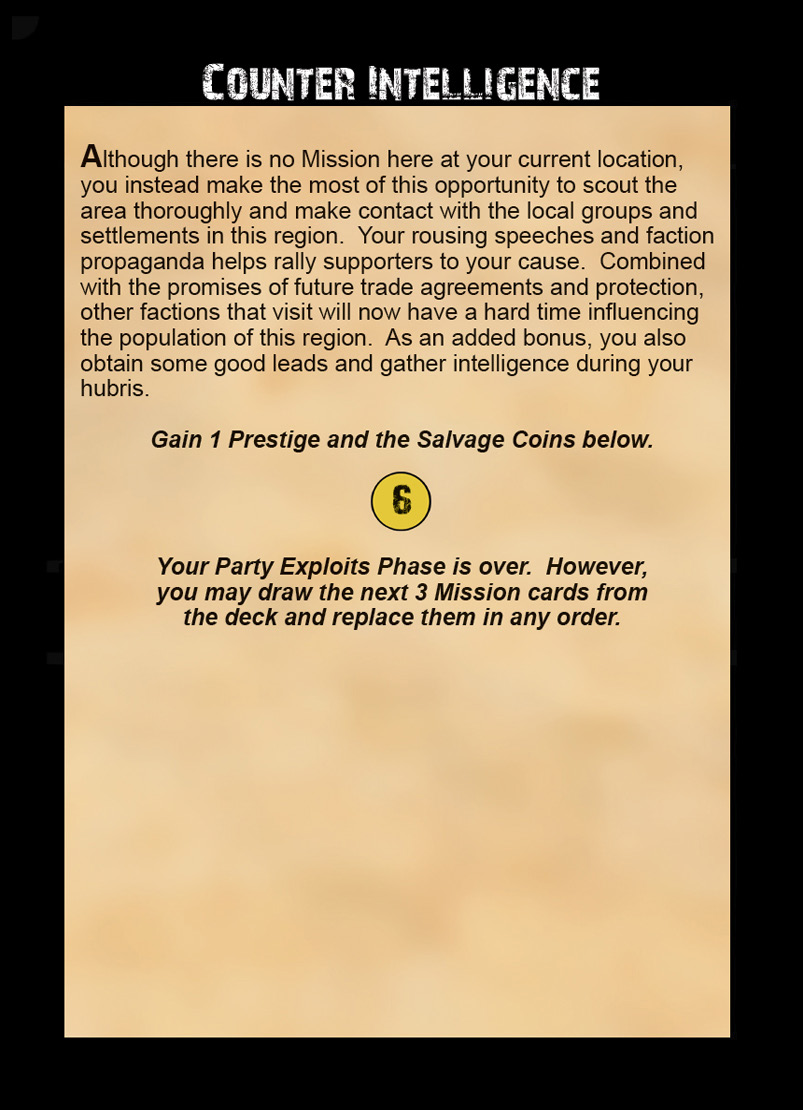 Counter Intelligence
Although there is no Mission here at your current location,
you instead make the most of this opportunity to scout the
area thoroughly and make contact with the local groups and
settlements in this region.  Your rousing speeches and faction
propaganda helps rally supporters to your cause.  Combined
with the promises of future trade agreements and protection,
other factions that visit will now have a hard time influencing
the population of this region.  As an added bonus, you also
obtain some good leads and gather intelligence during your
hubris.
Gain 1 Prestige and the Salvage Coins below.
6
Your Party Exploits Phase is over.  However,
you may draw the next 3 Mission cards from
the deck and replace them in any order.